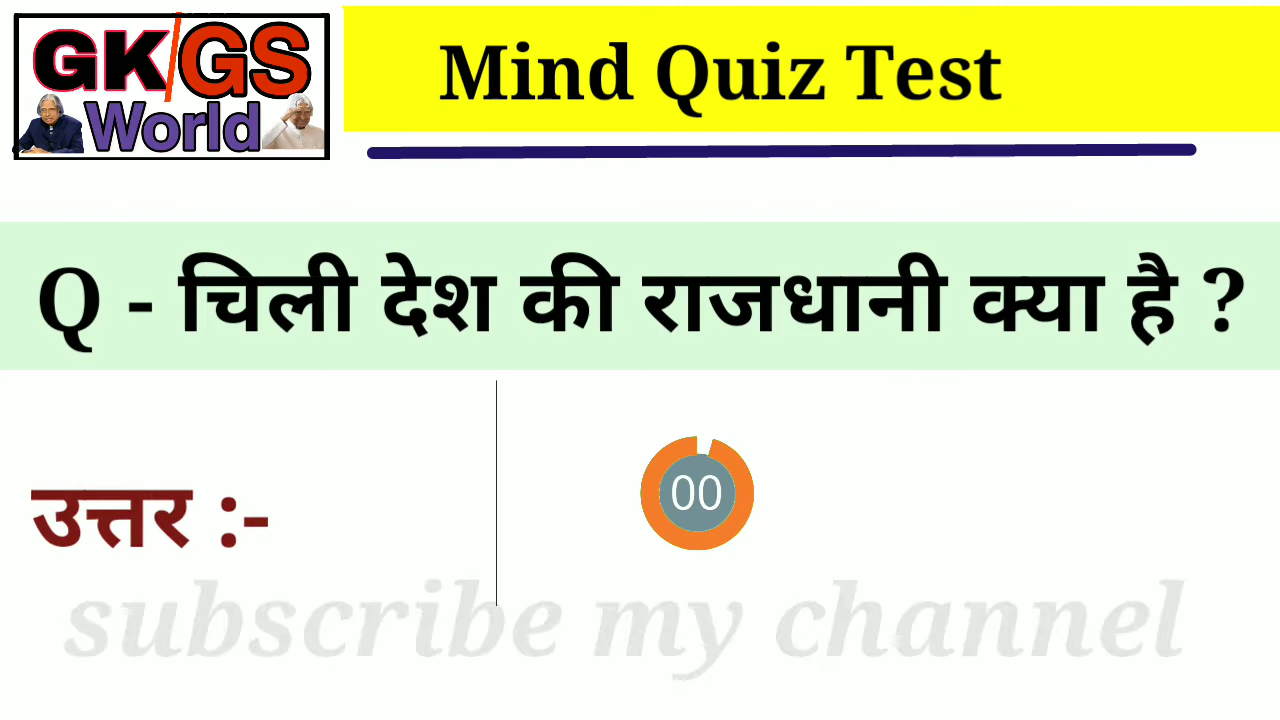 GK/GS
World
Mind Quiz Test
Q - चिली देश की राजधानी क्या है ?
00
उत्तर :-
subscribe my channel